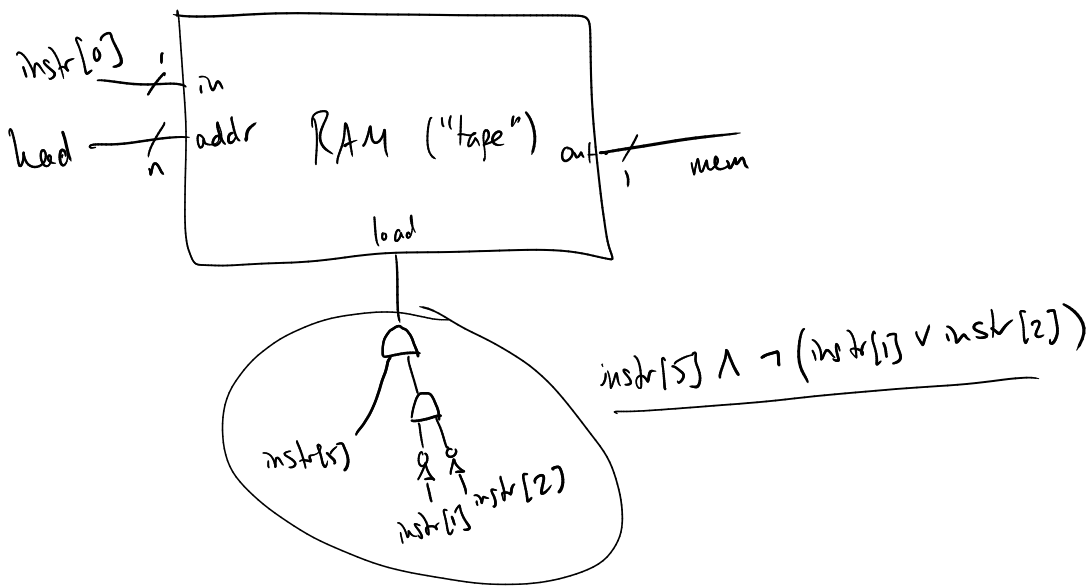 instr[0]
1
in
head
n
addr
RAM ("tape")
out
1
mem
load
instr[5] ∧ ¬(instr[1] ∨ instr[2])
instr[5]
instr[1]
instr[2]